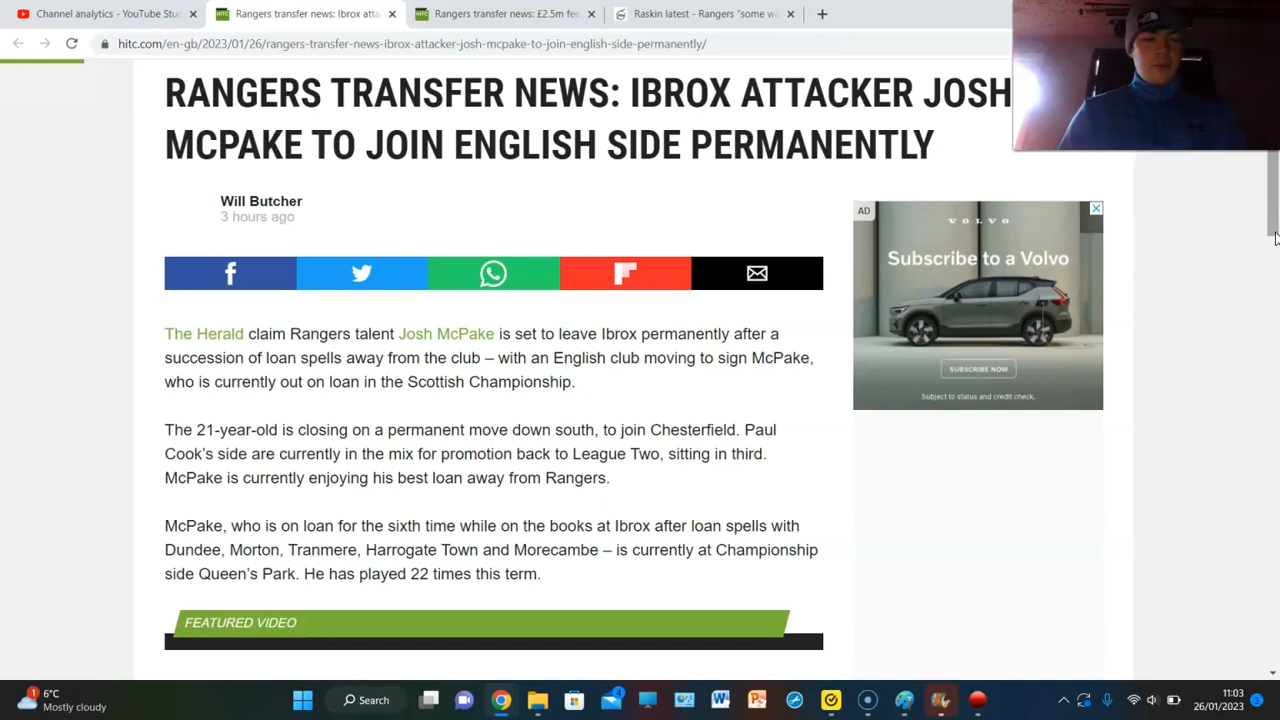 Channel analytics - YouTube Stu
Rangers transfer news: Ibrox atta
Rangers transfer news: £2.5m fee
Raskin latest - Rangers "some wa
hitc.com/en-gb/2023/01/26/rangers-transfer-news-ibrox-attacker-josh-mcpake-to-join-english-side-permanently/
RANGERS TRANSFER NEWS: IBROX ATTACKER JOSH
MCPAKE TO JOIN ENGLISH SIDE PERMANENTLY
Will Butcher
3 hours ago
AD
VOLVO
Subscribe to a Volvo
SUBSCRIBE NOW
Subject to status and credit check.
The Herald claim Rangers talent Josh McPake is set to leave Ibrox permanently after a
succession of loan spells away from the club – with an English club moving to sign McPake,
who is currently out on loan in the Scottish Championship.
The 21-year-old is closing on a permanent move down south, to join Chesterfield. Paul
Cook's side are currently in the mix for promotion back to League Two, sitting in third.
McPake is currently enjoying his best loan away from Rangers.
McPake, who is on loan for the sixth time while on the books at Ibrox after loan spells with
Dundee, Morton, Tranmere, Harrogate Town and Morecambe – is currently at Championship
side Queen's Park. He has played 22 times this term.
FEATURED VIDEO
1
6°C
Mostly cloudy
Search
4
11:03
26/01/2023